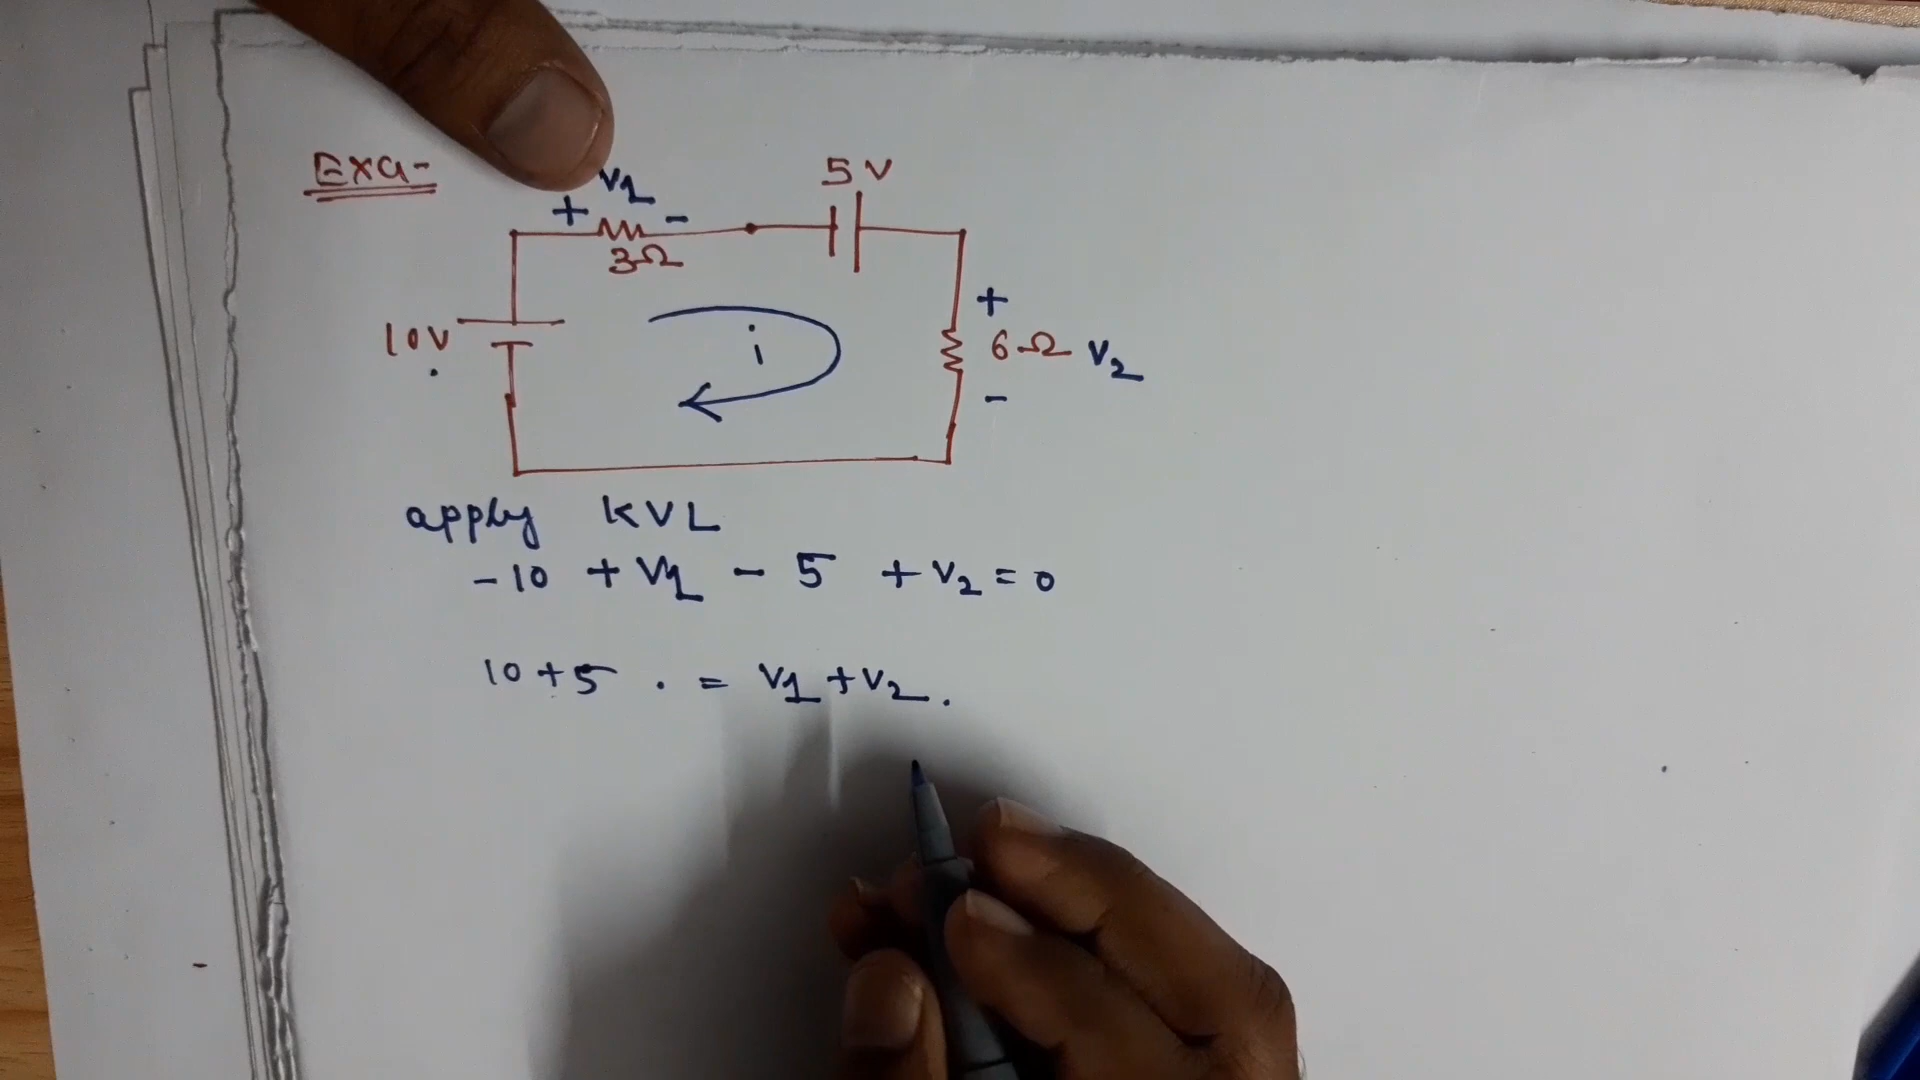 Exa-
V1
5V
+ -
3Ω
+
10V
i
6Ω V2
-
apply KVL
-10 + V1 - 5 + V2 = 0
10 + 5 . = V1 + V2.